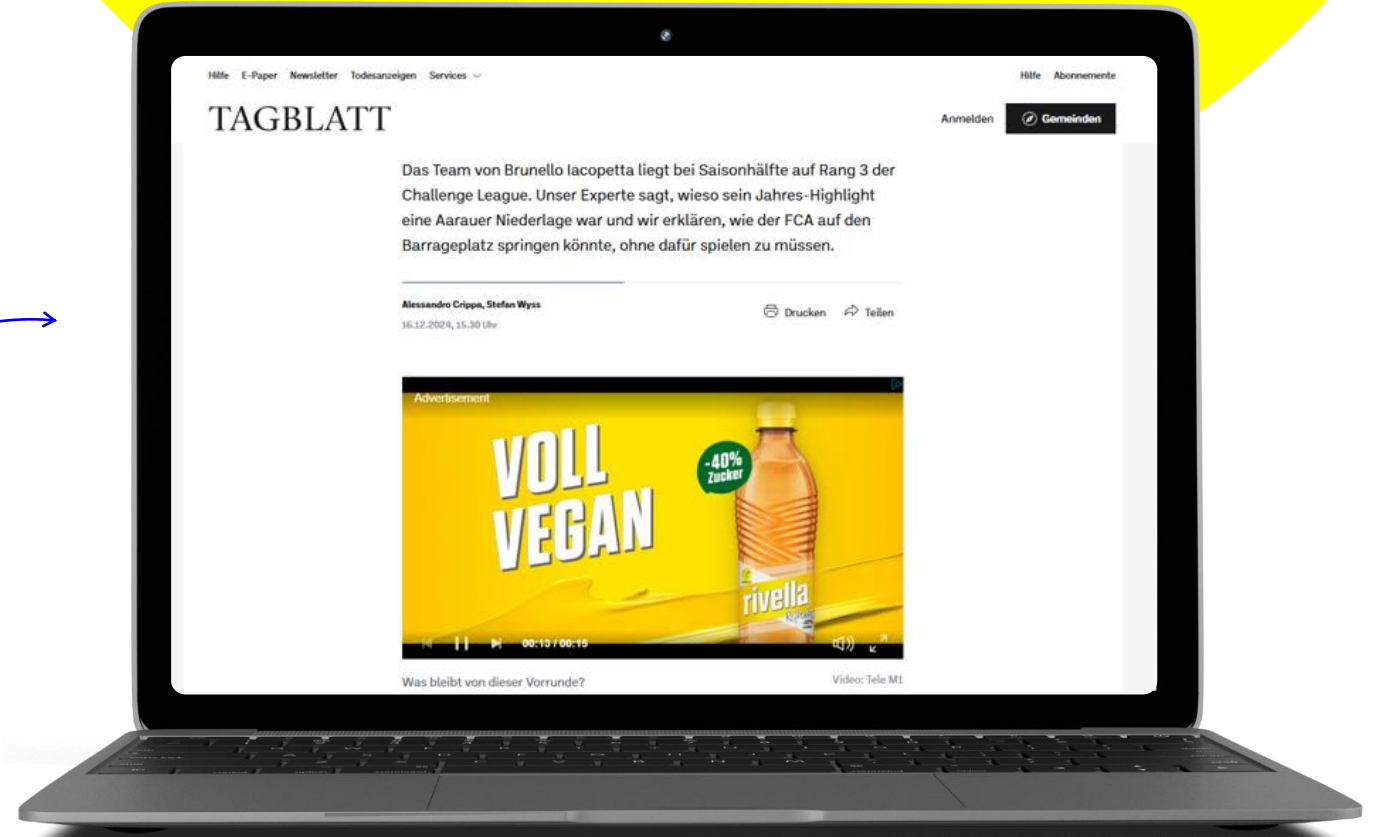 Hilfe E-Paper Newsletter Todesanzeigen Services
Hilfe Abonnemente
TAGBLATT
Anmelden
Gemeinden
Das Team von Brunello Iacopetta liegt bei Saisonhälfte auf Rang 3 der
Challenge League. Unser Experte sagt, wieso sein Jahres-Highlight
eine Aarauer Niederlage war und wir erklären, wie der FCA auf den
Barrageplatz springen könnte, ohne dafür spielen zu müssen.
Alessandro Crippa, Stefan Wyss
16.12.2024, 15.30 Uhr
Drucken
Teilen
Advertisement
VOLL
VEGAN
-40%
Zucker
rivella
00:13 / 00:15
Was bleibt von dieser Vorrunde?
Video: Tele M1